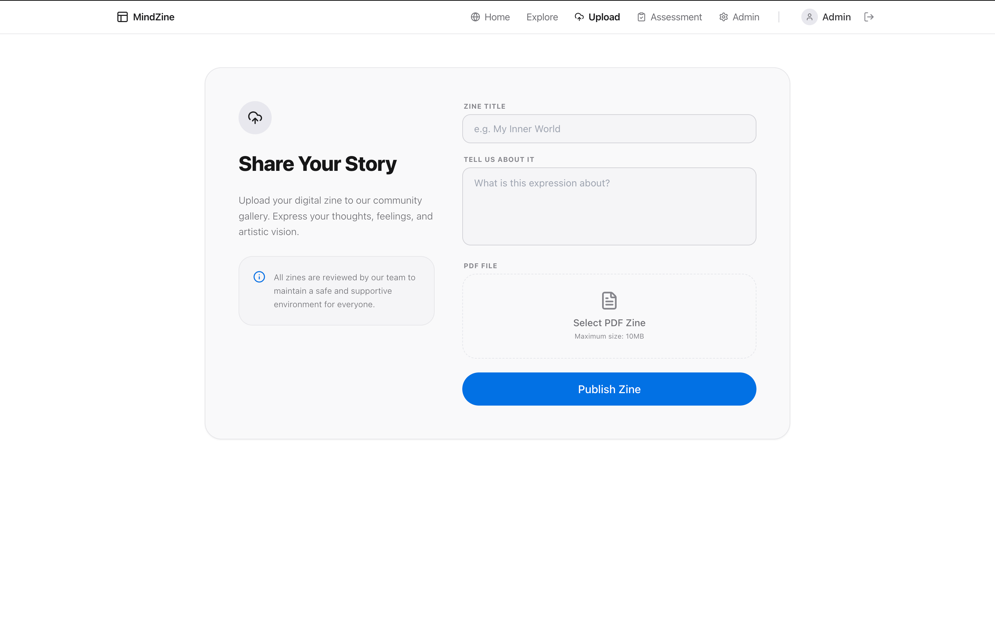 MindZine
Home Explore Upload Assessment Admin Admin
Share Your Story
Upload your digital zine to our community
gallery. Express your thoughts, feelings, and
artistic vision.
All zines are reviewed by our team to
maintain a safe and supportive
environment for everyone.
ZINE TITLE
e.g. My Inner World
TELL US ABOUT IT
What is this expression about?
PDF FILE
Select PDF Zine
Maximum size: 10MB
Publish Zine